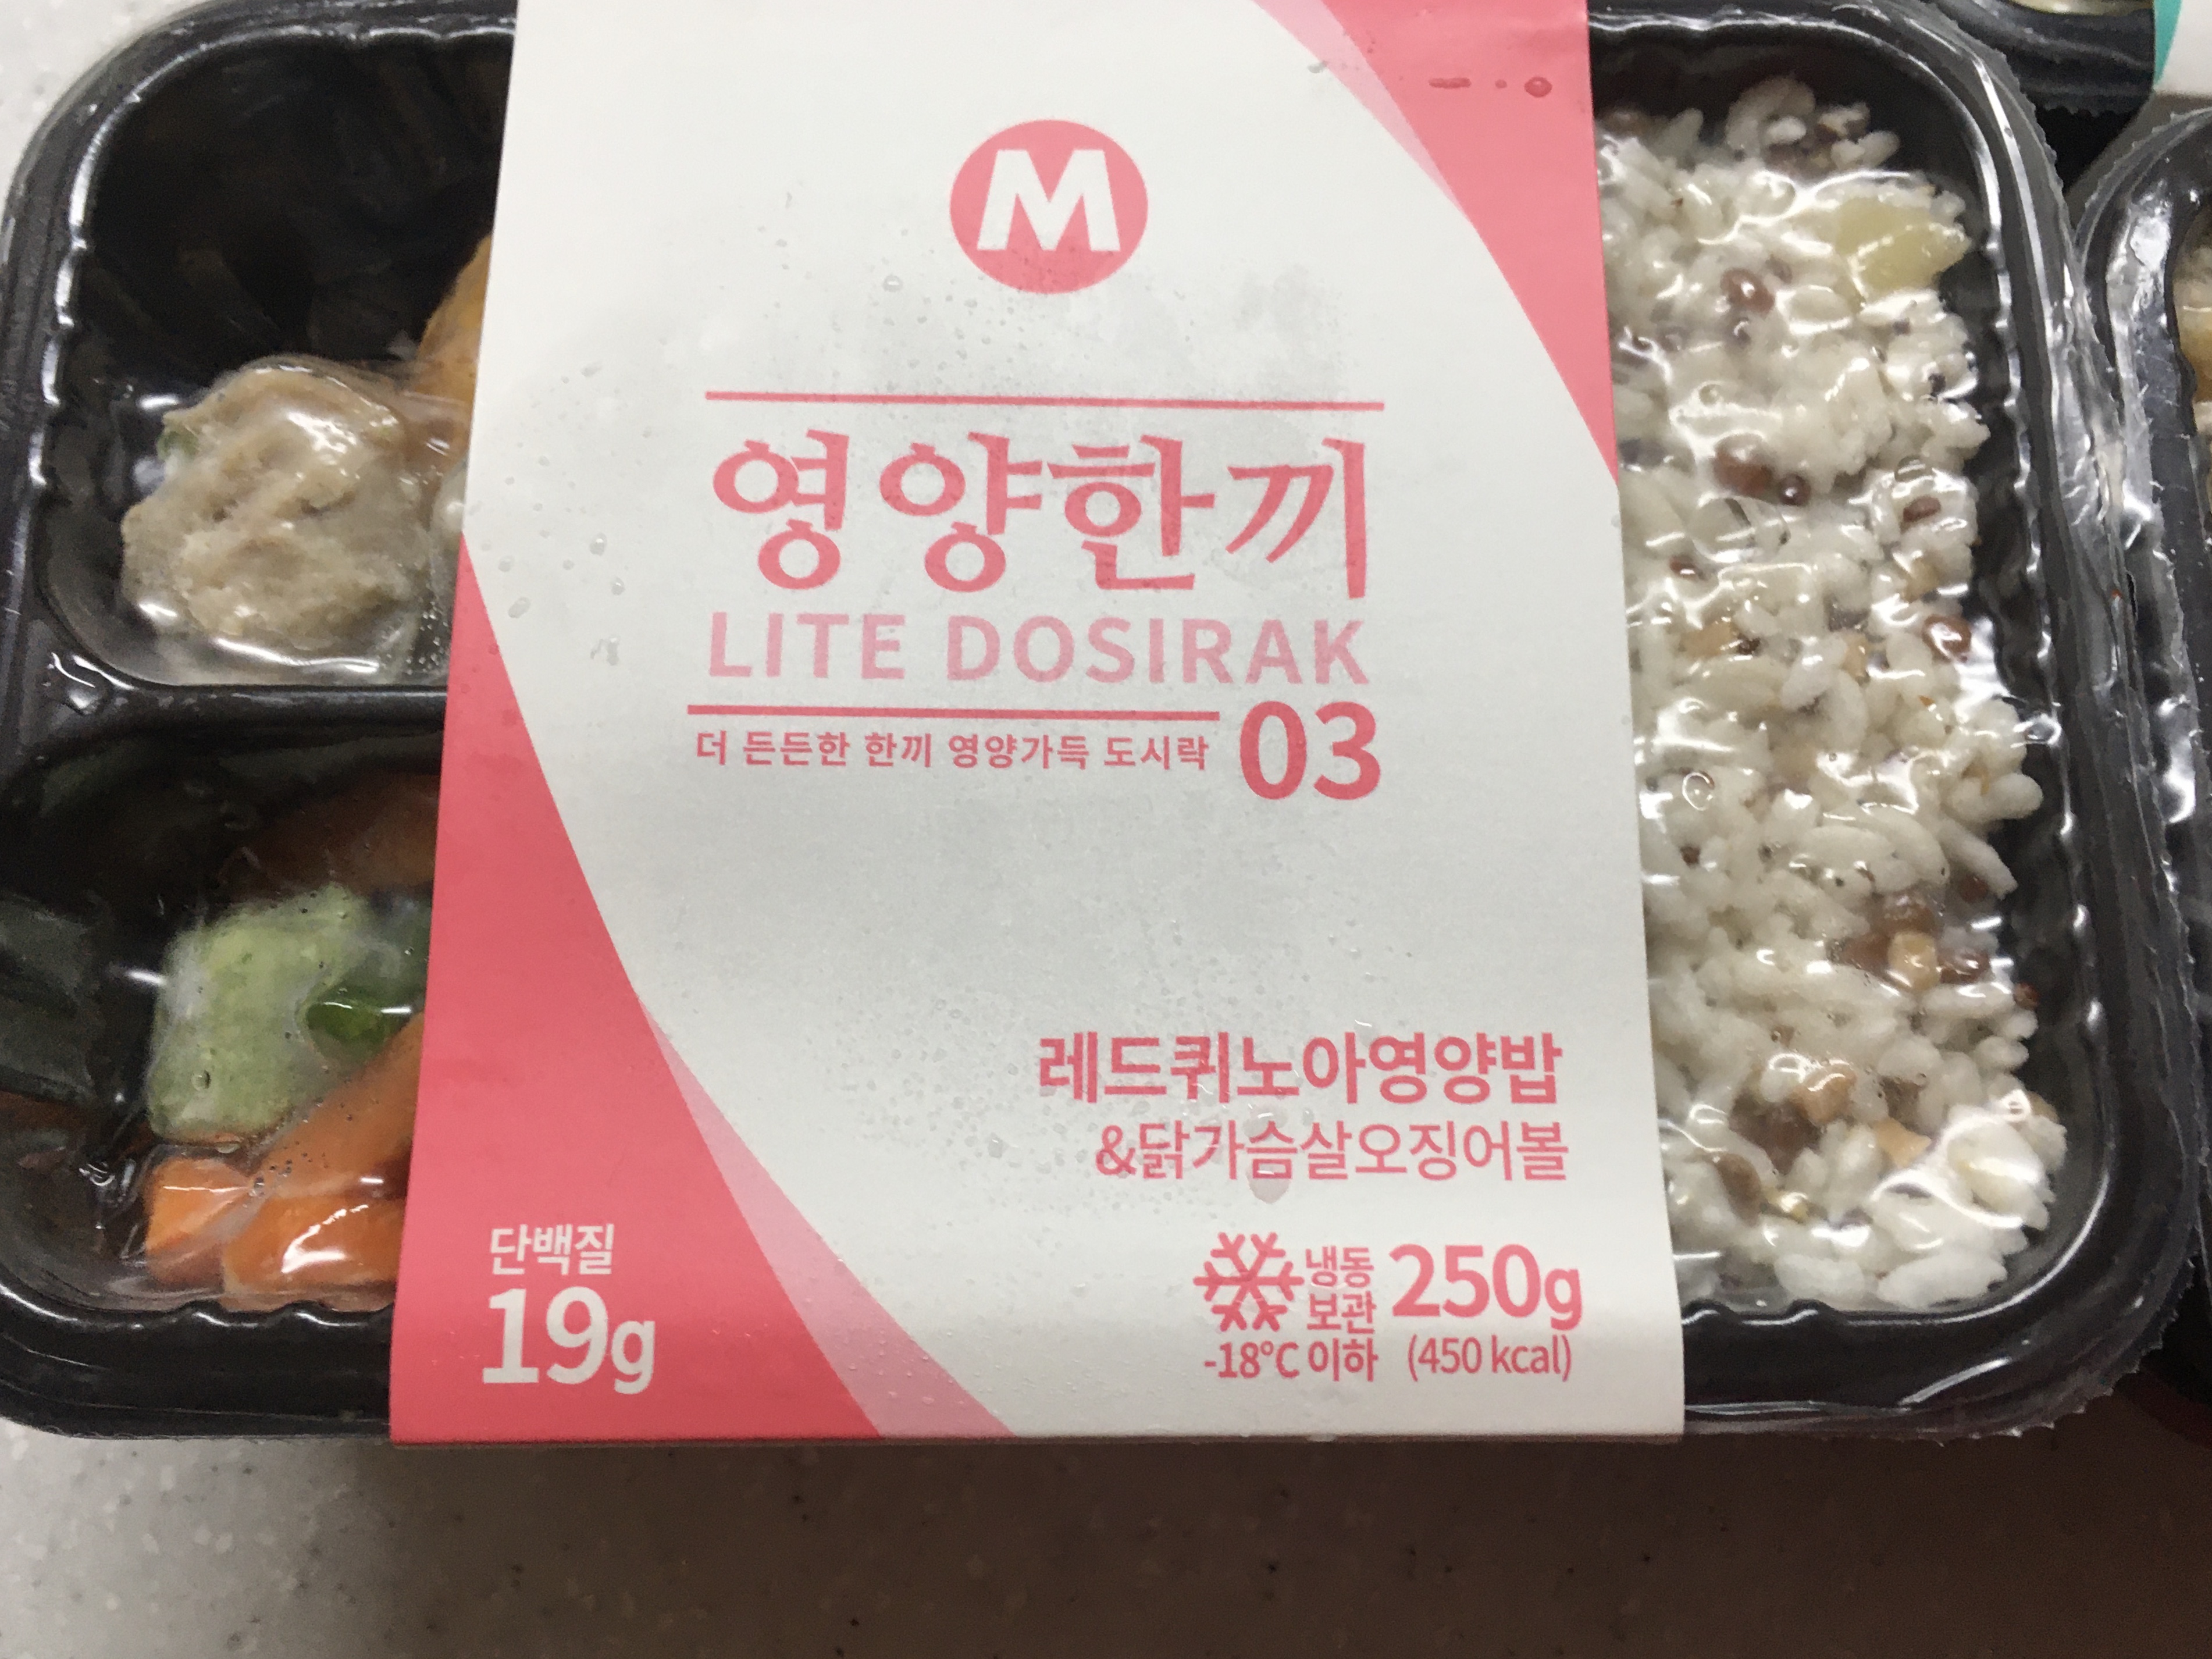 M
영양한끼
LITE DOSIRAK
더 든든한 한끼 영양가득 도시락 03
레드퀴노아영양밥
&닭가슴살오징어볼
단백질
19g
냉동
보관
-18°C 이하
250g
(450 kcal)